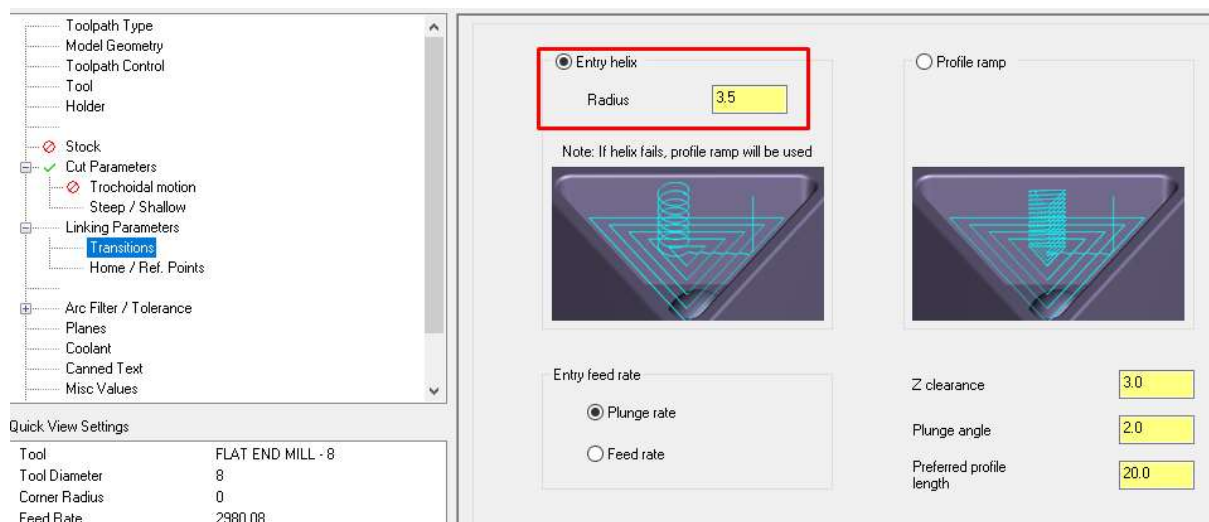 Toolpath Type
Model Geometry
Toolpath Control
Tool
Holder
Stock
Cut Parameters
Trochoidal motion
Steep / Shallow
Linking Parameters
Transitions
Home / Ref. Points
Arc Filter / Tolerance
Planes
Coolant
Canned Text
Misc Values
Quick View Settings
Tool FLAT END MILL - 8
Tool Diameter 8
Corner Radius 0
Feed Rate 2980.08
Entry helix
Radius 3.5
Note: If helix fails, profile ramp will be used
Profile ramp
Entry feed rate
Plunge rate
Feed rate
Z clearance 3.0
Plunge angle 2.0
Preferred profile
length 20.0